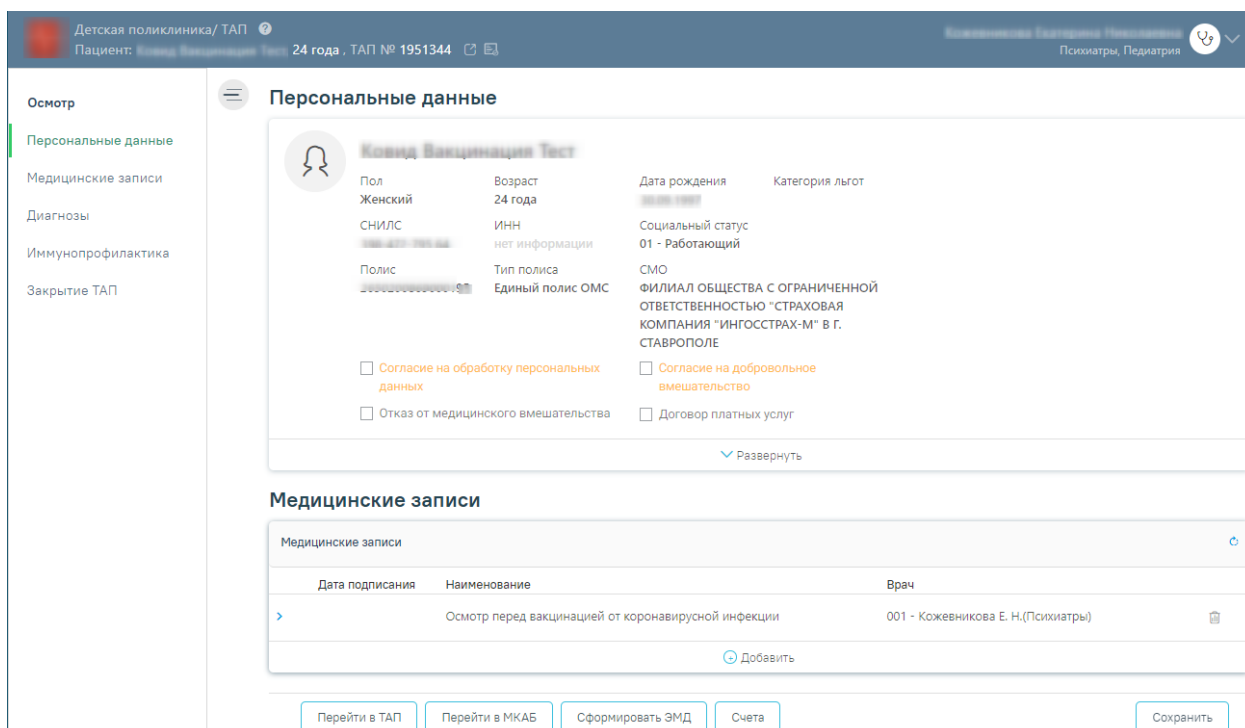 Детская поликлиника/ ТАП ?
Пациент: 24 года , ТАП № 1951344
Психиатры, Педиатрия
Осмотр
Персональные данные
Медицинские записи
Диагнозы
Иммунопрофилактика
Закрытие ТАП
Персональные данные
Ковид Вакцинация Тест
Пол Возраст Дата рождения Категория льгот
Женский 24 года
СНИЛС ИНН Социальный статус
нет информации 01 - Работающий
Полис Тип полиса СМО
Единый полис ОМС ФИЛИАЛ ОБЩЕСТВА С ОГРАНИЧЕННОЙ
ОТВЕТСТВЕННОСТЬЮ "СТРАХОВАЯ
КОМПАНИЯ "ИНГОССТРАХ-М" В Г.
СТАВРОПОЛЕ
Согласие на обработку персональных данных
Согласие на добровольное вмешательство
Отказ от медицинского вмешательства Договор платных услуг
Развернуть
Медицинские записи
Медицинские записи
Дата подписания Наименование Врач
Осмотр перед вакцинацией от коронавирусной инфекции 001 - Кожевникова Е. Н.(Психиатры)
Добавить
Перейти в ТАП Перейти в МКАБ Сформировать ЭМД Счета Сохранить